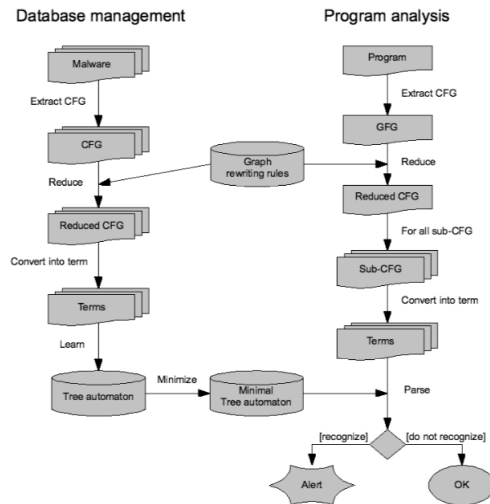 Database management
Program analysis
Malware
Program
Extract CFG
Extract CFG
CFG
GFG
Graph
rewriting rules
Reduce
Reduce
Reduced CFG
Reduced CFG
For all sub-CFG
Convert into term
Sub-CFG
Convert into term
Terms
Terms
Learn
Minimize
Parse
Tree automaton
Minimal
Tree automaton
[recognize]
[do not recognize]
Alert
OK